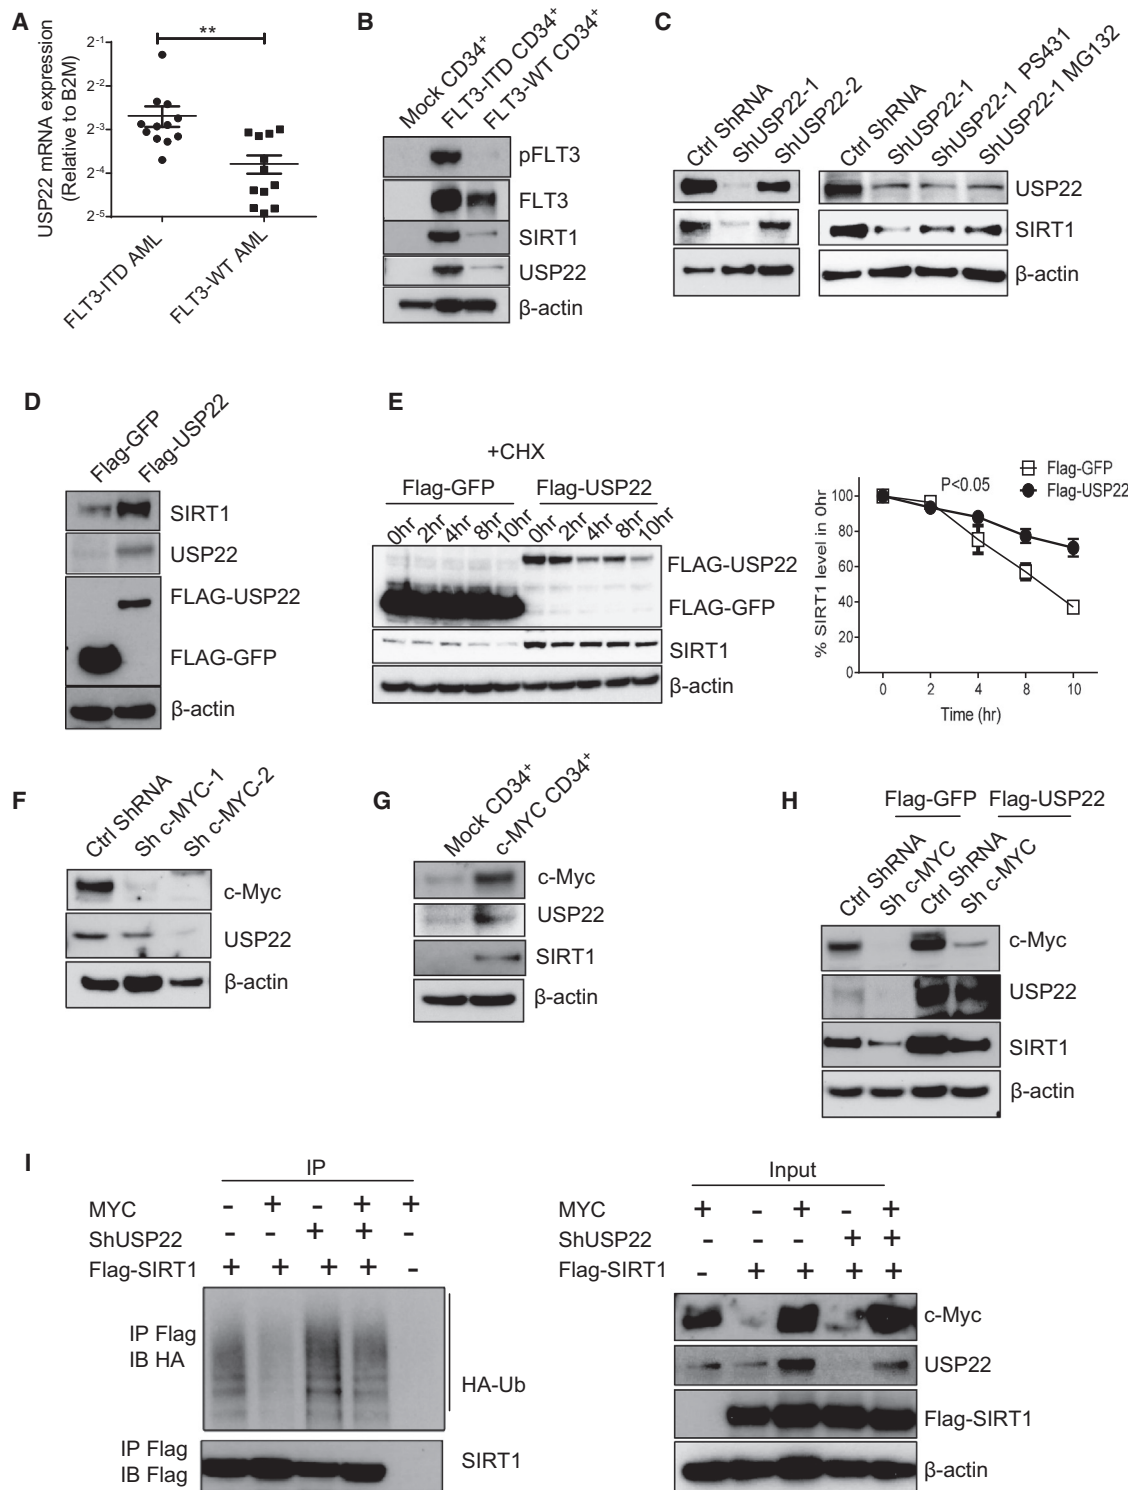 A
USP22 mRNA expression
(Relative to B2M)
2-1
2-2
2-3
2-4
2-5
**
FLT3-ITD AML
FLT3-WT AML
B
Mock CD34+
FLT3-ITD CD34+
FLT3-WT CD34+
pFLT3
FLT3
SIRT1
USP22
β-actin
C
Ctrl ShRNA
ShUSP22-1
ShUSP22-2
Ctrl ShRNA
ShUSP22-1
ShUSP22-1 PS431
ShUSP22-1 MG132
USP22
SIRT1
β-actin
D
Flag-GFP
Flag-USP22
SIRT1
USP22
FLAG-USP22
FLAG-GFP
β-actin
E
+CHX
Flag-GFP Flag-USP22
0hr 2hr 4hr 8hr 10hr 0hr 2hr 4hr 8hr 10hr
FLAG-USP22
FLAG-GFP
SIRT1
β-actin
% SIRT1 level in 0hr
100
80
60
40
20
0
P<0.05
Flag-GFP
Flag-USP22
0 2 4 8 10
Time (hr)
F
Ctrl ShRNA
Sh c-MYC-1
Sh c-MYC-2
c-Myc
USP22
β-actin
G
Mock CD34+
c-MYC CD34+
c-Myc
USP22
SIRT1
β-actin
H
Flag-GFP Flag-USP22
Ctrl ShRNA
Sh c-MYC
Ctrl ShRNA
Sh c-MYC
c-Myc
USP22
SIRT1
β-actin
I
IP
MYC - + - + +
ShUSP22 - - + + -
Flag-SIRT1 + + + + -
IP Flag
IB HA
HA-Ub
IP Flag
IB Flag
SIRT1
Input
MYC + - + - +
ShUSP22 - - - + +
Flag-SIRT1 - + + + +
c-Myc
USP22
Flag-SIRT1
β-actin